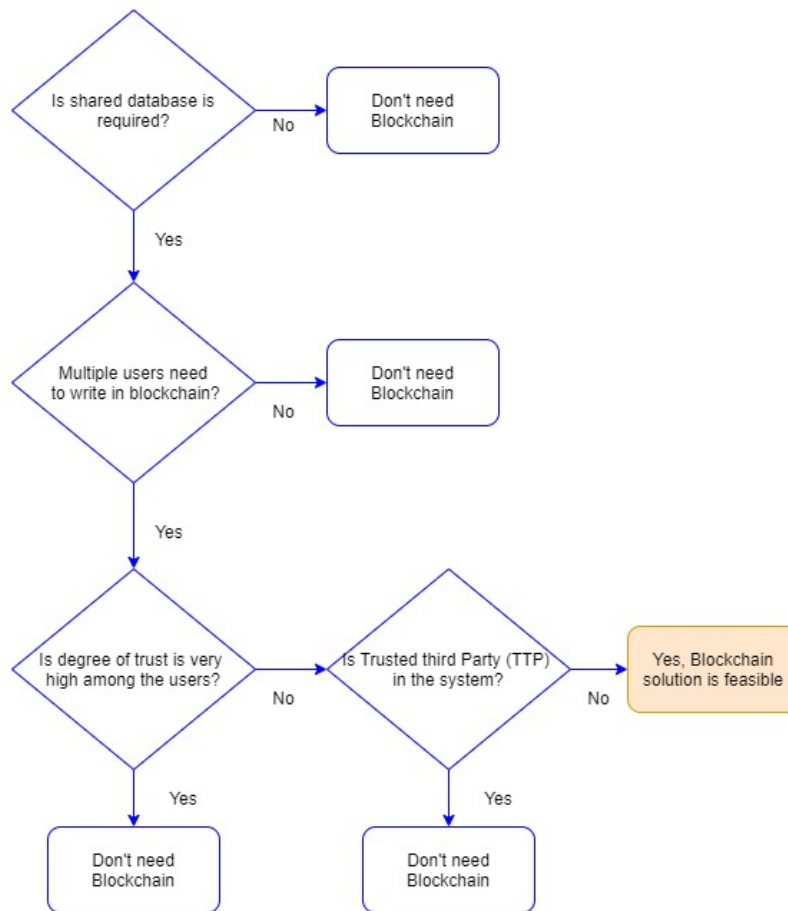 Is shared database is
required?
No
Don't need
Blockchain
Yes
Multiple users need
to write in blockchain?
No
Don't need
Blockchain
Yes
Is degree of trust is very
high among the users?
No
Is Trusted third Party (TTP)
in the system?
No
Yes, Blockchain
solution is feasible
Yes
Don't need
Blockchain
Yes
Don't need
Blockchain